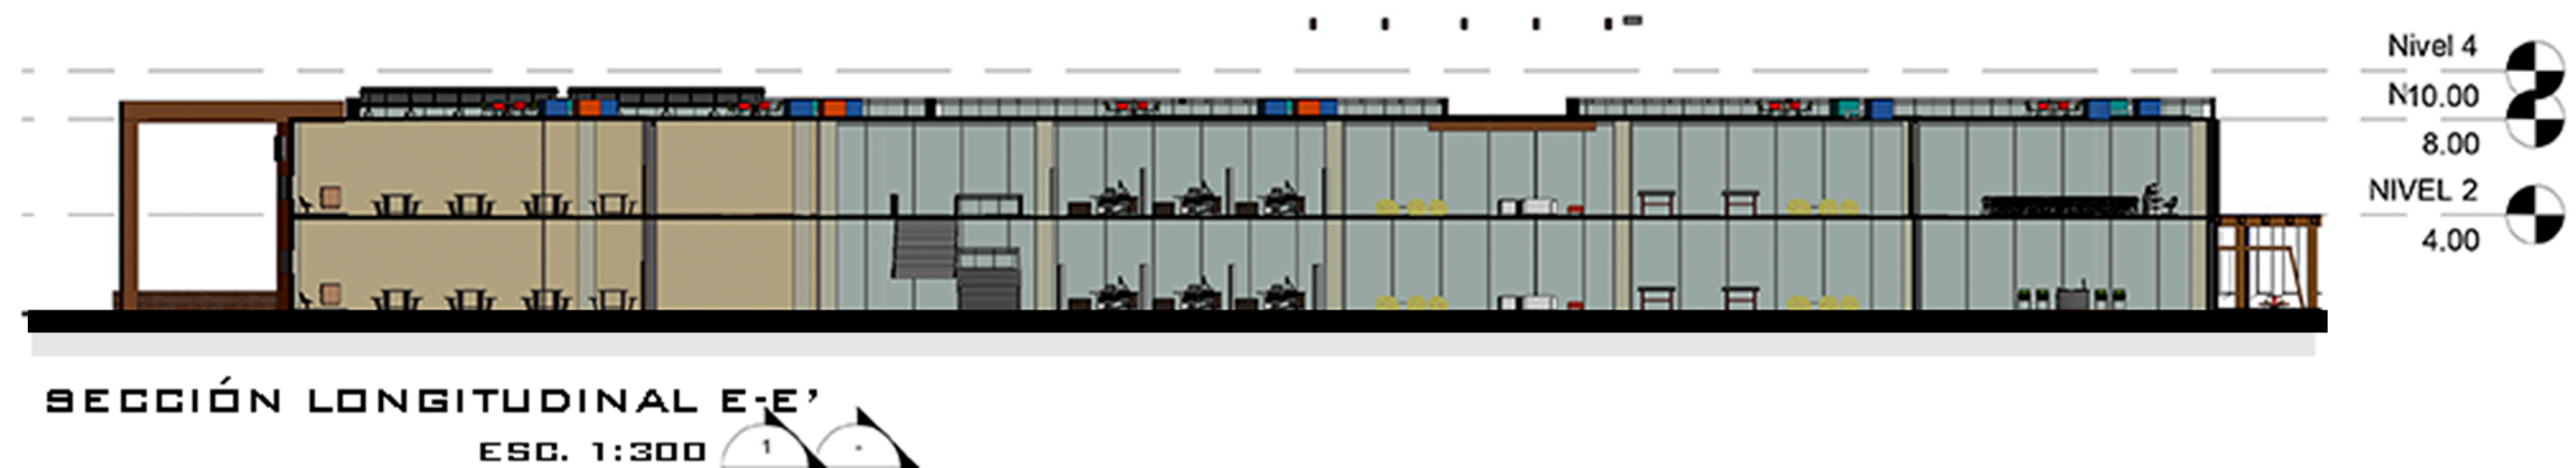 Nivel 4
N10.00
8.00
NIVEL 2
4.00
SECCIÓN LONGITUDINAL E-E'
ESC. 1:300
1
-